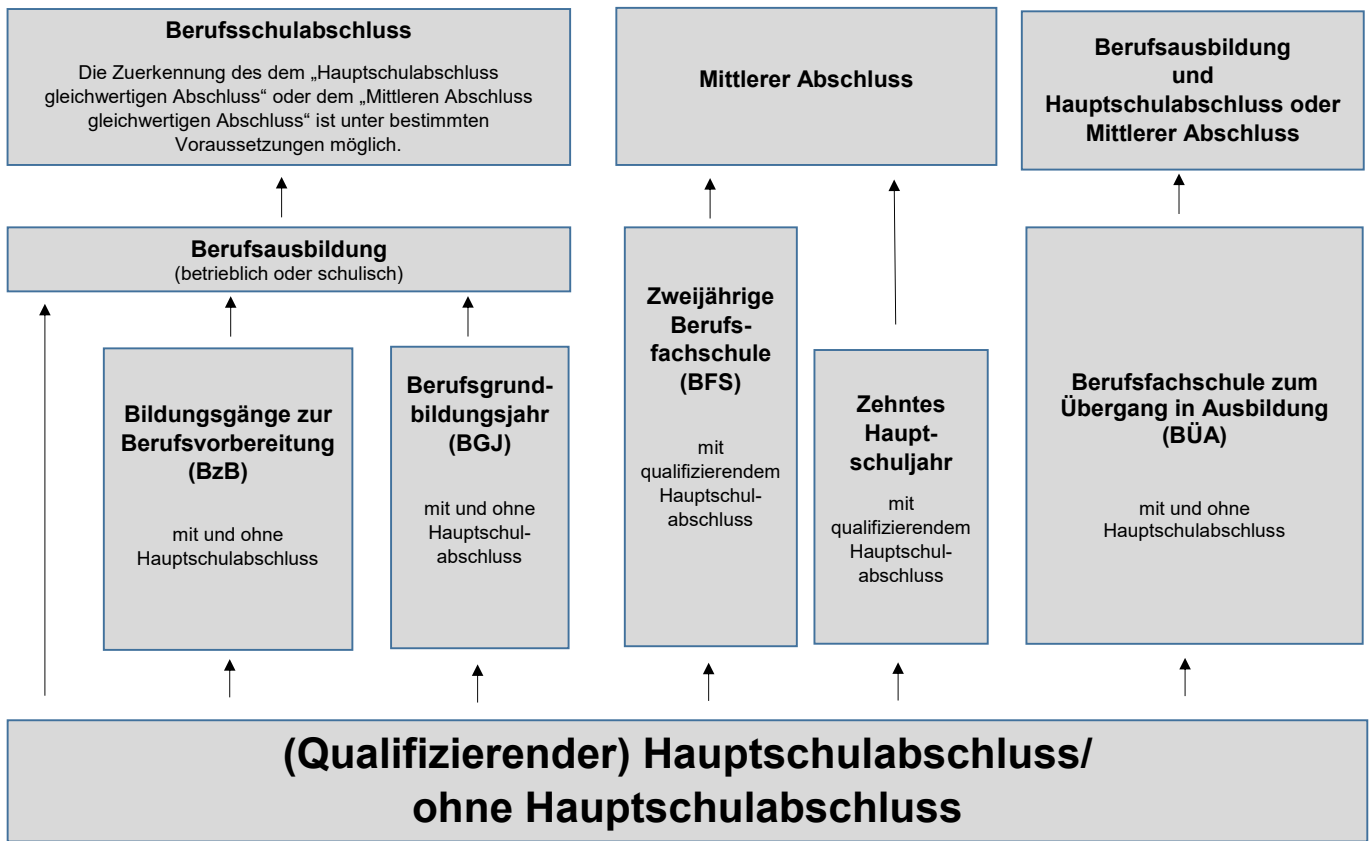 Berufsschulabschluss
Die Zuerkennung des dem „Hauptschulabschluss
gleichwertigen Abschluss“ oder dem „Mittleren Abschluss
gleichwertigen Abschluss“ ist unter bestimmten
Voraussetzungen möglich.
Mittlerer Abschluss
Berufsausbildung
und
Hauptschulabschluss oder
Mittlerer Abschluss
Berufsausbildung
(betrieblich oder schulisch)
Bildungsgänge zur
Berufsvorbereitung
(BzB)
mit und ohne
Hauptschulabschluss
Berufsgrund-
bildungsjahr
(BGJ)
mit und ohne
Hauptschul-
abschluss
Zweijährige
Berufs-
fachschule
(BFS)
mit
qualifizierendem
Hauptschul-
abschluss
Zehntes
Haupt-
schuljahr
mit
qualifizierendem
Hauptschul-
abschluss
Berufsfachschule zum
Übergang in Ausbildung
(BÜA)
mit und ohne
Hauptschulabschluss
(Qualifizierender) Hauptschulabschluss/
ohne Hauptschulabschluss